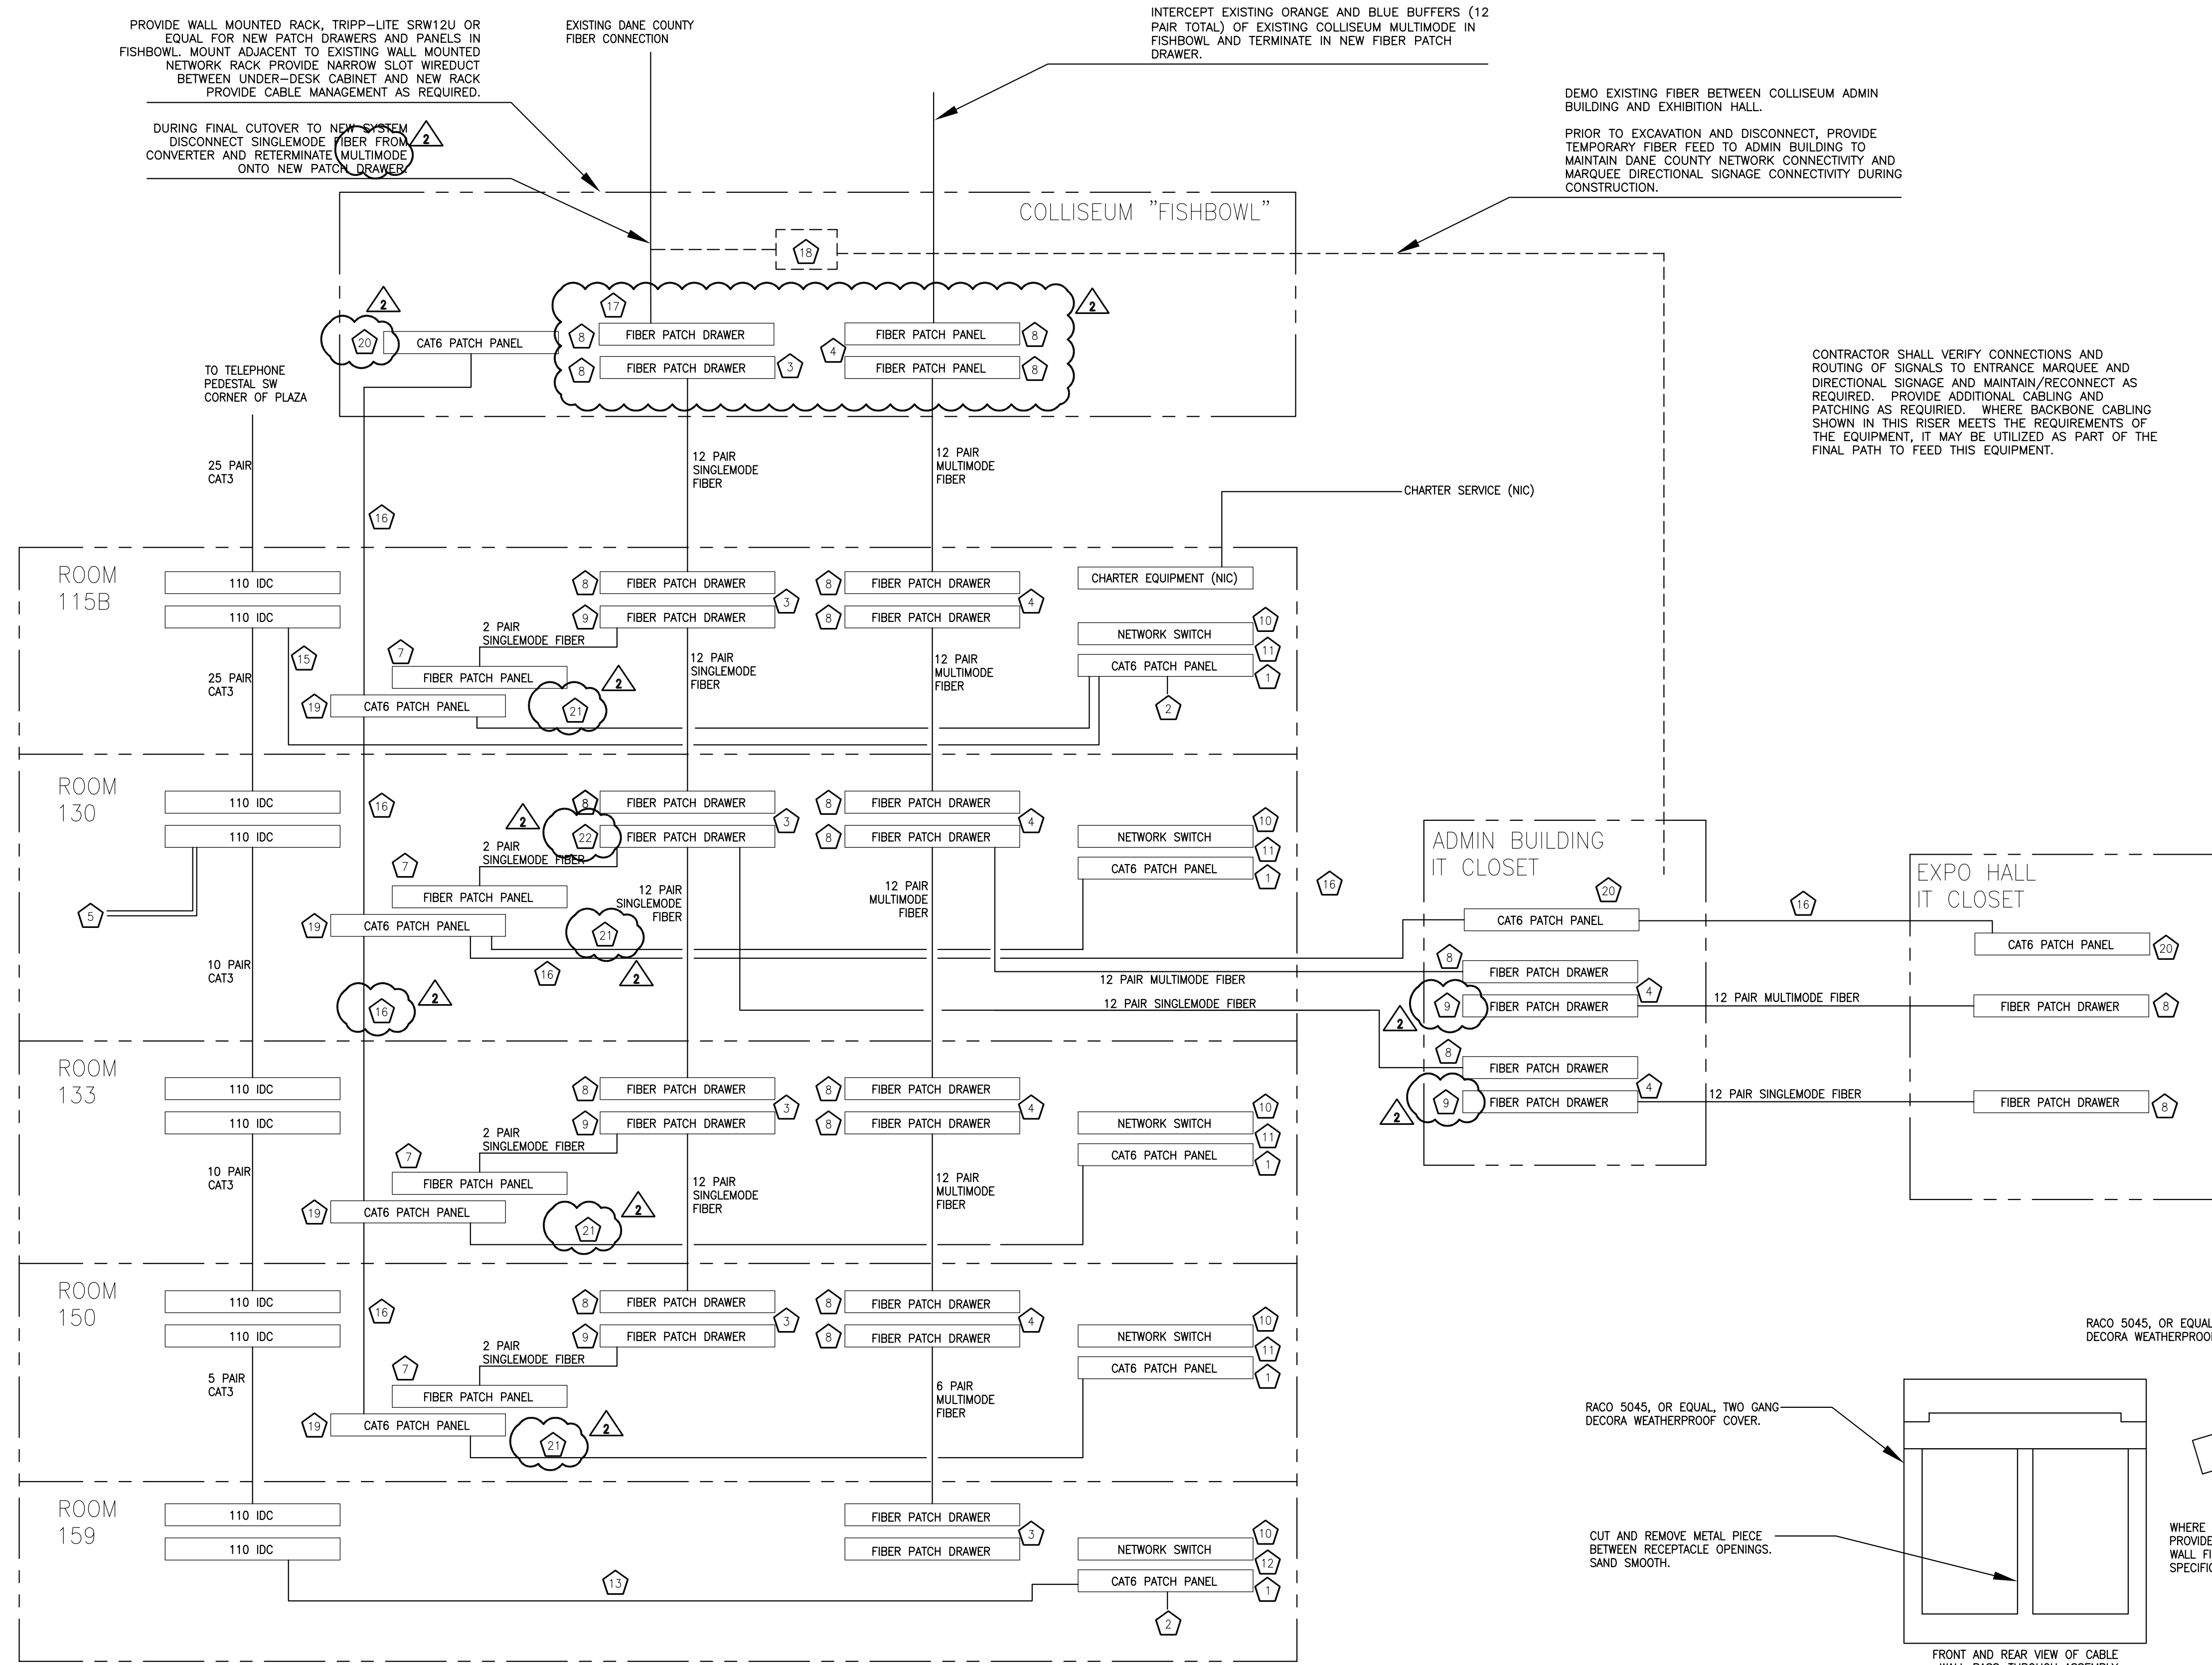 PROVIDE WALL MOUNTED RACK, TRIPP-LITE SRW12U OR
EQUAL FOR NEW PATCH DRAWERS AND PANELS IN
FISHBOWL. MOUNT ADJACENT TO EXISTING WALL MOUNTED
NETWORK RACK PROVIDE NARROW SLOT WIREDUCT
BETWEEN UNDER-DESK CABINET AND NEW RACK
PROVIDE CABLE MANAGEMENT AS REQUIRED.
DURING FINAL CUTOVER TO NEW SYSTEM
DISCONNECT SINGLEMODE FIBER FROM
CONVERTER AND RETERMINATE MULTIMODE
ONTO NEW PATCH DRAWER.
2
EXISTING DANE COUNTY
FIBER CONNECTION
INTERCEPT EXISTING ORANGE AND BLUE BUFFERS (12
PAIR TOTAL) OF EXISTING COLLISEUM MULTIMODE IN
FISHBOWL AND TERMINATE IN NEW FIBER PATCH
DRAWER.
DEMO EXISTING FIBER BETWEEN COLLISEUM ADMIN
BUILDING AND EXHIBITION HALL.
PRIOR TO EXCAVATION AND DISCONNECT, PROVIDE
TEMPORARY FIBER FEED TO ADMIN BUILDING TO
MAINTAIN DANE COUNTY NETWORK CONNECTIVITY AND
MARQUEE DIRECTIONAL SIGNAGE CONNECTIVITY DURING
CONSTRUCTION.
COLLISEUM "FISHBOWL"
18
2
17
2
20
CAT6 PATCH PANEL
8
FIBER PATCH DRAWER
FIBER PATCH PANEL
8
4
8
FIBER PATCH DRAWER
3
FIBER PATCH PANEL
8
TO TELEPHONE
PEDESTAL SW
CORNER OF PLAZA
CONTRACTOR SHALL VERIFY CONNECTIONS AND
ROUTING OF SIGNALS TO ENTRANCE MARQUEE AND
DIRECTIONAL SIGNAGE AND MAINTAIN/RECONNECT AS
REQUIRED. PROVIDE ADDITIONAL CABLING AND
PATCHING AS REQUIRIED. WHERE BACKBONE CABLING
SHOWN IN THIS RISER MEETS THE REQUIREMENTS OF
THE EQUIPMENT, IT MAY BE UTILIZED AS PART OF THE
FINAL PATH TO FEED THIS EQUIPMENT.
25 PAIR
CAT3
16
12 PAIR
SINGLEMODE
FIBER
12 PAIR
MULTIMODE
FIBER
CHARTER SERVICE (NIC)
ROOM
115B
110 IDC
110 IDC
8
FIBER PATCH DRAWER
3
9
FIBER PATCH DRAWER
8
FIBER PATCH DRAWER
4
8
FIBER PATCH DRAWER
CHARTER EQUIPMENT (NIC)
10
NETWORK SWITCH
11
CAT6 PATCH PANEL
1
2
2 PAIR
SINGLEMODE FIBER
15
7
FIBER PATCH PANEL
2
19
CAT6 PATCH PANEL
21
25 PAIR
CAT3
12 PAIR
SINGLEMODE
FIBER
12 PAIR
MULTIMODE
FIBER
ROOM
130
110 IDC
110 IDC
16
2
8
FIBER PATCH DRAWER
3
22
FIBER PATCH DRAWER
8
FIBER PATCH DRAWER
4
8
FIBER PATCH DRAWER
10
NETWORK SWITCH
11
CAT6 PATCH PANEL
1
16
2 PAIR
SINGLEMODE FIBER
7
FIBER PATCH PANEL
19
CAT6 PATCH PANEL
21
2
16
5
12 PAIR
SINGLEMODE
FIBER
12 PAIR
MULTIMODE
FIBER
10 PAIR
CAT3
16
2
12 PAIR MULTIMODE FIBER
12 PAIR SINGLEMODE FIBER
ADMIN BUILDING
IT CLOSET
20
CAT6 PATCH PANEL
8
FIBER PATCH DRAWER
4
9
FIBER PATCH DRAWER
2
8
FIBER PATCH DRAWER
4
9
FIBER PATCH DRAWER
2
16
12 PAIR MULTIMODE FIBER
12 PAIR SINGLEMODE FIBER
EXPO HALL
IT CLOSET
CAT6 PATCH PANEL
20
FIBER PATCH DRAWER
8
FIBER PATCH DRAWER
8
ROOM
133
110 IDC
110 IDC
8
FIBER PATCH DRAWER
3
9
FIBER PATCH DRAWER
8
FIBER PATCH DRAWER
4
8
FIBER PATCH DRAWER
10
NETWORK SWITCH
11
CAT6 PATCH PANEL
1
2 PAIR
SINGLEMODE FIBER
7
FIBER PATCH PANEL
19
CAT6 PATCH PANEL
21
2
10 PAIR
CAT3
12 PAIR
SINGLEMODE
FIBER
12 PAIR
MULTIMODE
FIBER
ROOM
150
110 IDC
110 IDC
16
8
FIBER PATCH DRAWER
3
9
FIBER PATCH DRAWER
8
FIBER PATCH DRAWER
4
8
FIBER PATCH DRAWER
10
NETWORK SWITCH
11
CAT6 PATCH PANEL
1
2 PAIR
SINGLEMODE FIBER
7
FIBER PATCH PANEL
19
CAT6 PATCH PANEL
21
2
5 PAIR
CAT3
6 PAIR
MULTIMODE
FIBER
ROOM
159
110 IDC
110 IDC
13
FIBER PATCH DRAWER
3
FIBER PATCH DRAWER
10
NETWORK SWITCH
12
CAT6 PATCH PANEL
1
2
RACO 5045, OR EQUAL
DECORA WEATHERPROO
RACO 5045, OR EQUAL, TWO GANG
DECORA WEATHERPROOF COVER.
CUT AND REMOVE METAL PIECE
BETWEEN RECEPTACLE OPENINGS.
SAND SMOOTH.
WHERE
PROVIDE
WALL FI
SPECIFI
FRONT AND REAR VIEW OF CABLE